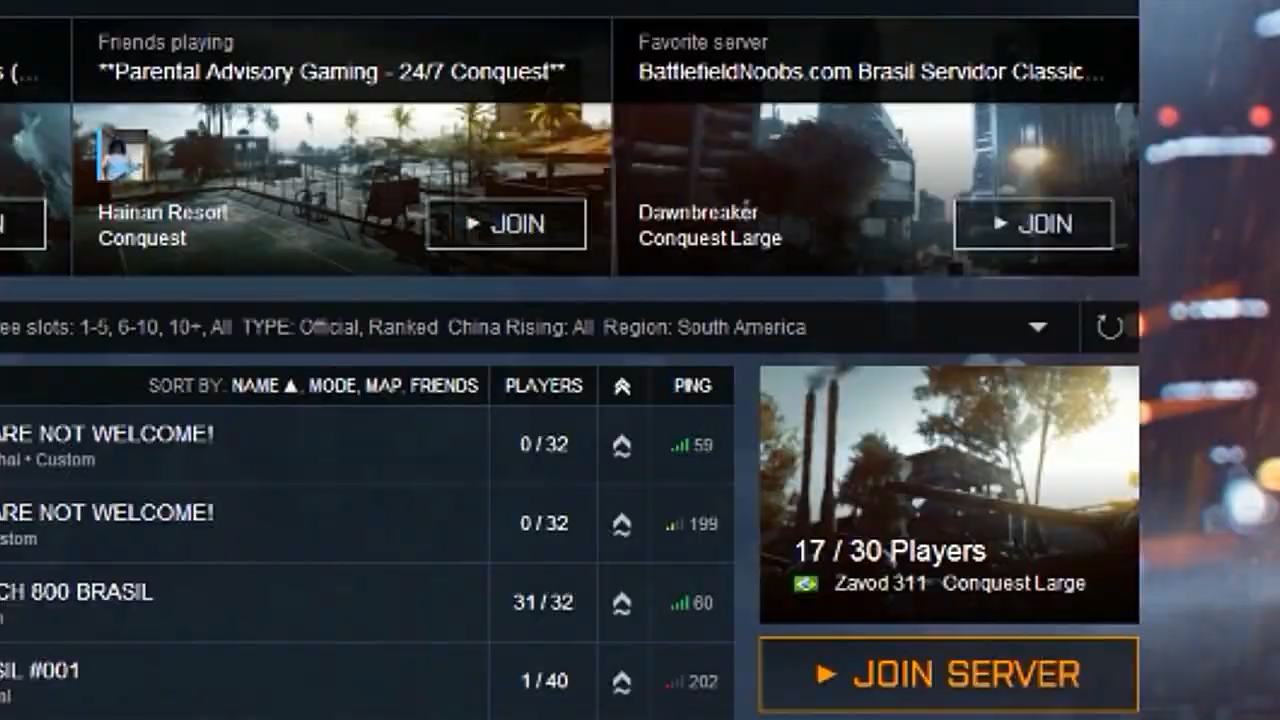 Friends playing
Favorite server
**Parental Advisory Gaming - 24/7 Conquest**
BattlefieldNoobs.com Brasil Servidor Classic...
Hainan Resort
Conquest
JOIN
Dawnbreaker
Conquest Large
JOIN
ee slots: 1-5, 6-10, 10+, All TYPE: Official, Ranked China Rising: All Region: South America
SORT BY: NAME ▲, MODE, MAP, FRIENDS PLAYERS PING
ARE NOT WELCOME! 0 / 32 59
hai • Custom
ARE NOT WELCOME! 0 / 32 199
stom
CH 800 BRASIL 31 / 32 60
SIL #001 1 / 40 202
al
17 / 30 Players
Zavod 311 Conquest Large
JOIN SERVER